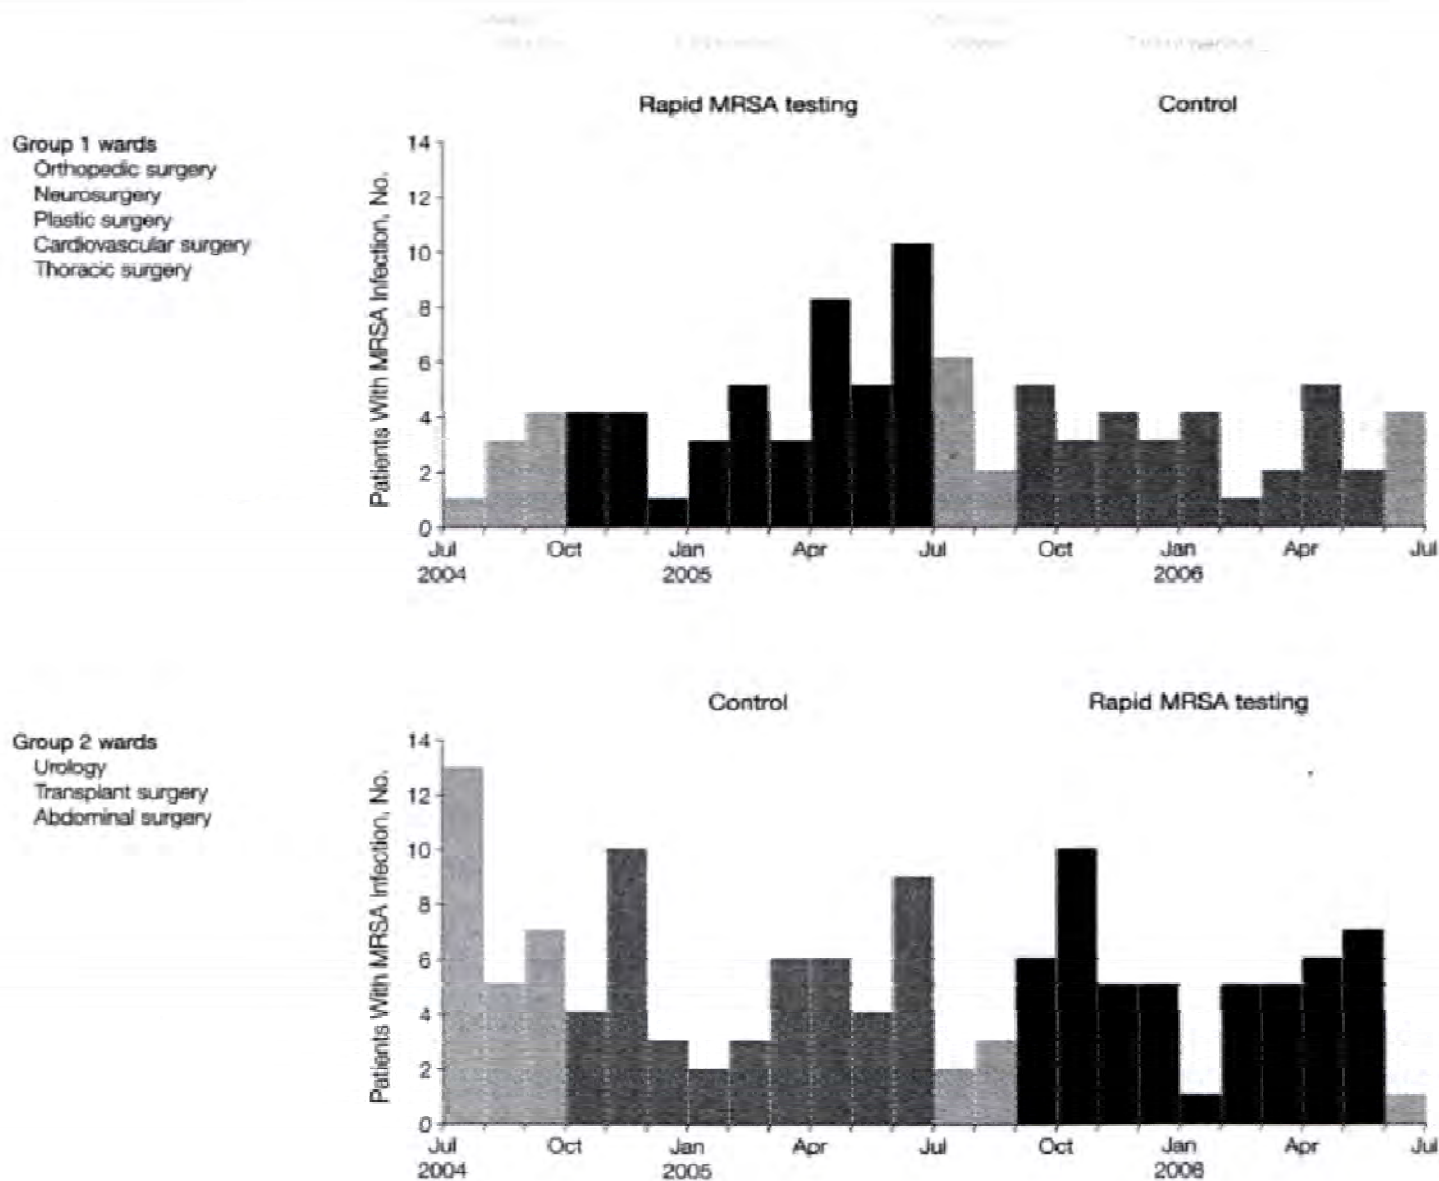 Rapid MRSA testing Control
Group 1 wards
Orthopedic surgery
Neurosurgery
Plastic surgery
Cardiovascular surgery
Thoracic surgery
Patients With MRSA Infection, No.
14
12
10
8
6
4
2
0
Jul Oct Jan Apr Jul Oct Jan Apr Jul
2004 2005 2006
Control Rapid MRSA testing
Group 2 wards
Urology
Transplant surgery
Abdominal surgery
Patients With MRSA Infection, No.
14
12
10
8
6
4
2
0
Jul Oct Jan Apr Jul Oct Jan Apr Jul
2004 2005 2006